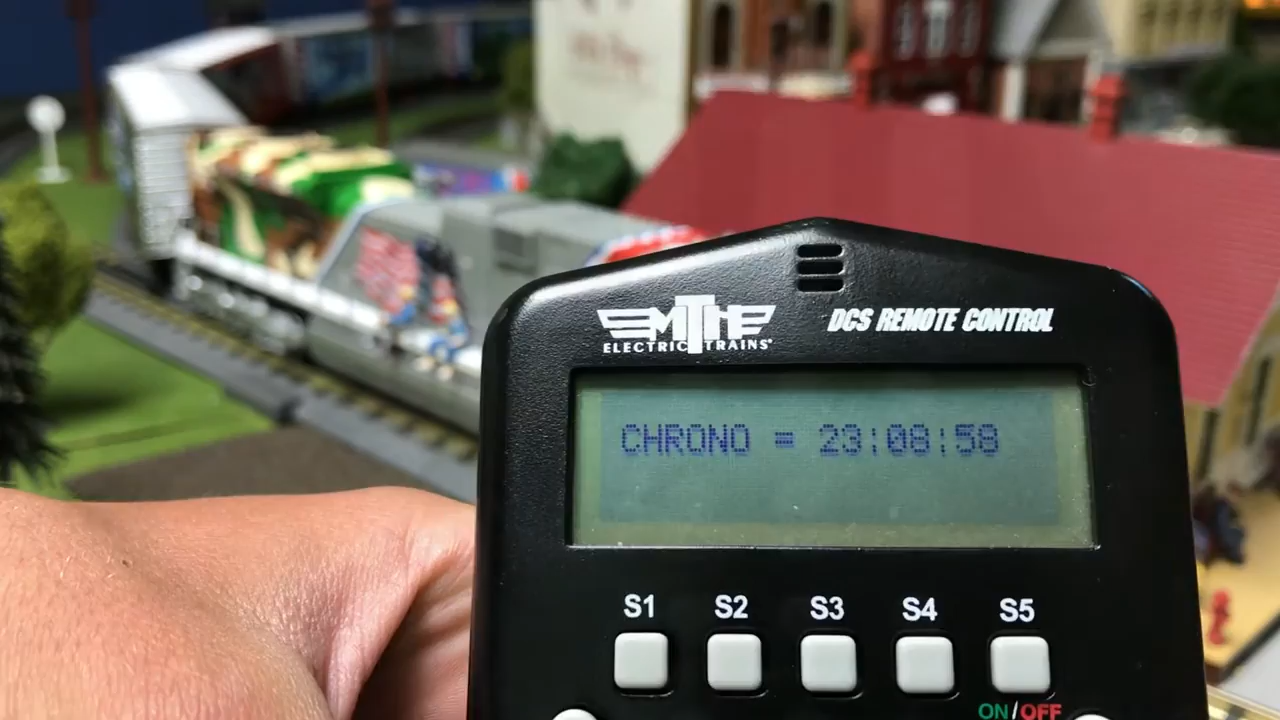 MTH
ELECTRIC TRAINS®
DCS REMOTE CONTROL
CHRONO = 23:08:58
S1 S2 S3 S4 S5
ON/OFF